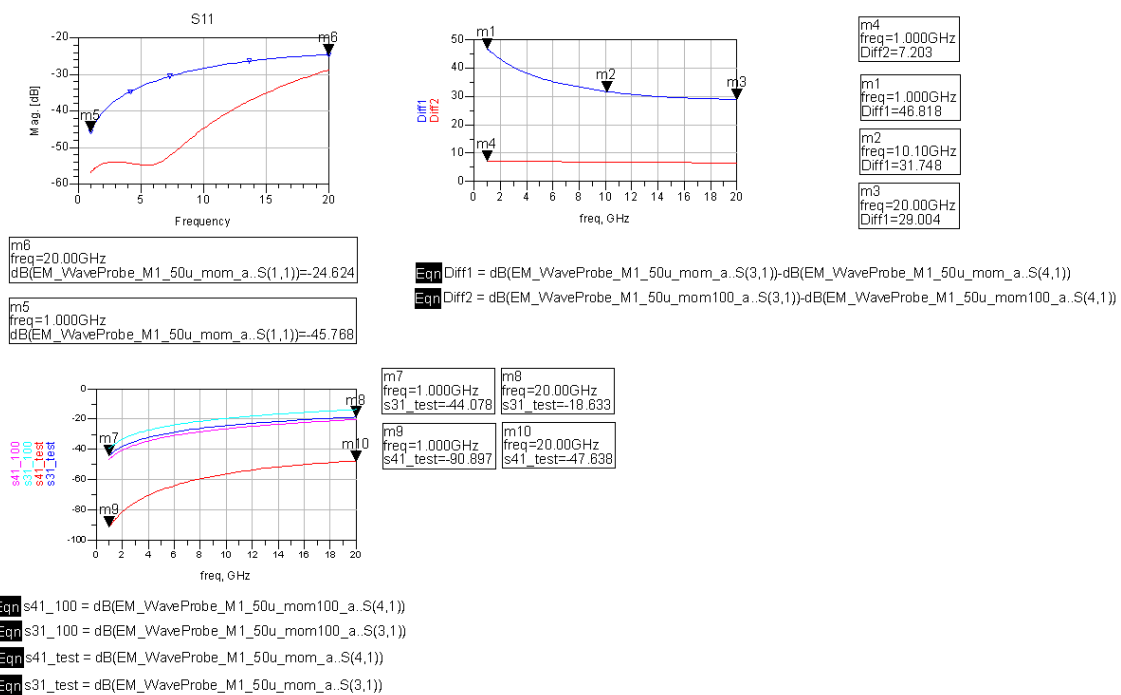 S11
-20
-30
-40
-50
-60
Mag. [dB]
m5
m6
0
5
10
15
20
Frequency
m6
freq=20.00GHz
dB(EM_WaveProbe_M1_50u_mom_a..S(1,1))=-24.624
m5
freq=1.000GHz
dB(EM_WaveProbe_M1_50u_mom_a..S(1,1))=-45.768
50
40
30
20
10
0
Diff1
Diff2
m1
m2
m3
m4
0 2 4 6 8 10 12 14 16 18 20
freq, GHz
m4
freq=1.000GHz
Diff2=7.203
m1
freq=1.000GHz
Diff1=46.818
m2
freq=10.10GHz
Diff1=31.748
m3
freq=20.00GHz
Diff1=29.004
Eqn Diff1 = dB(EM_WaveProbe_M1_50u_mom_a..S(3,1))-dB(EM_WaveProbe_M1_50u_mom_a..S(4,1))
Eqn Diff2 = dB(EM_WaveProbe_M1_50u_mom100_a..S(3,1))-dB(EM_WaveProbe_M1_50u_mom100_a..S(4,1))
0
-20
-40
-60
-80
-100
s41_100
s31_100
s41_test
s31_test
m7
m8
m9
m10
0 2 4 6 8 10 12 14 16 18 20
freq, GHz
m7
freq=1.000GHz
s31_test=-44.078
m8
freq=20.00GHz
s31_test=-18.633
m9
freq=1.000GHz
s41_test=-90.897
m10
freq=20.00GHz
s41_test=-47.638
Eqn s41_100 = dB(EM_WaveProbe_M1_50u_mom100_a..S(4,1))
Eqn s31_100 = dB(EM_WaveProbe_M1_50u_mom100_a..S(3,1))
Eqn s41_test = dB(EM_WaveProbe_M1_50u_mom_a..S(4,1))
Eqn s31_test = dB(EM_WaveProbe_M1_50u_mom_a..S(3,1))